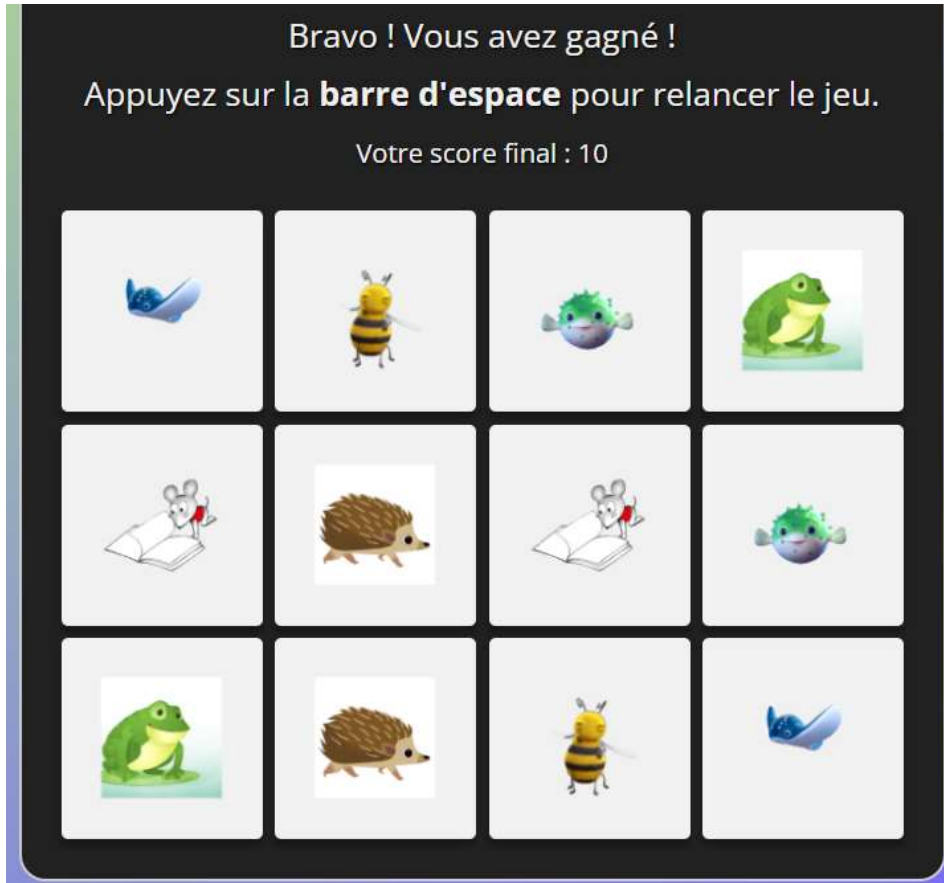 Bravo ! Vous avez gagné !
Appuyez sur la barre d'espace pour relancer le jeu.
Votre score final : 10